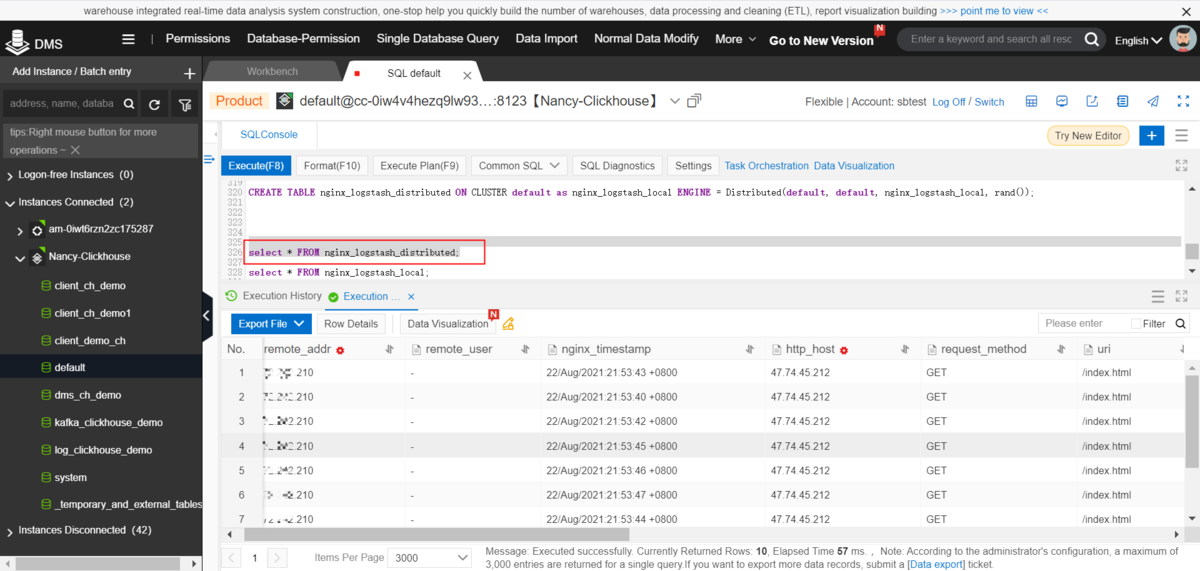 warehouse integrated real-time data analysis system construction, one-stop help you quickly build the number of warehouses, data processing and cleaning (ETL), report visualization building >>> point me to view <<
DMS Permissions Database-Permission Single Database Query Data Import Normal Data Modify More Go to New Version N Enter a keyword and search all resc English
Add Instance / Batch entry +
Workbench SQL default
address, name, databa
Product default@cc-0iw4v4hezq9lw93...:8123【Nancy-Clickhouse】 Flexible | Account: sbtest Log Off / Switch
tips:Right mouse button for more
operations ~
SQLConsole Try New Editor +
Execute(F8) Format(F10) Execute Plan(F9) Common SQL SQL Diagnostics Settings Task Orchestration Data Visualization
Logon-free Instances (0)
Instances Connected (2)
am-0iwt6rzn2zc175287
Nancy-Clickhouse
client_ch_demo
client_ch_demo1
client_demo_ch
default
dms_ch_demo
kafka_clickhouse_demo
log_clickhouse_demo
system
_temporary_and_external_tables
Instances Disconnected (42)
319
320 CREATE TABLE nginx_logstash_distributed ON CLUSTER default as nginx_logstash_local ENGINE = Distributed(default, default, nginx_logstash_local, rand());
321
322
323
324
325
326 select * FROM nginx_logstash_distributed;
327
328 select * FROM nginx_logstash_local;
Execution History Execution ...
Export File Row Details Data Visualization N Please enter Filter
No. remote_addr remote_user nginx_timestamp http_host request_method uri
1 .210 - 22/Aug/2021:21:53:43 +0800 47.74.45.212 GET /index.html
2 .210 - 22/Aug/2021:21:53:40 +0800 47.74.45.212 GET /index.html
3 .210 - 22/Aug/2021:21:53:42 +0800 47.74.45.212 GET /index.html
4 .210 - 22/Aug/2021:21:53:45 +0800 47.74.45.212 GET /index.html
5 .210 - 22/Aug/2021:21:53:46 +0800 47.74.45.212 GET /index.html
6 .210 - 22/Aug/2021:21:53:47 +0800 47.74.45.212 GET /index.html
7 .210 - 22/Aug/2021:21:53:44 +0800 47.74.45.212 GET /index.html
1 Items Per Page 3000
Message: Executed successfully. Currently Returned Rows: 10, Elapsed Time 57 ms. , Note: According to the administrator's configuration, a maximum of
3,000 entries are returned for a single query.If you want to export more data records, submit a [Data export] ticket.